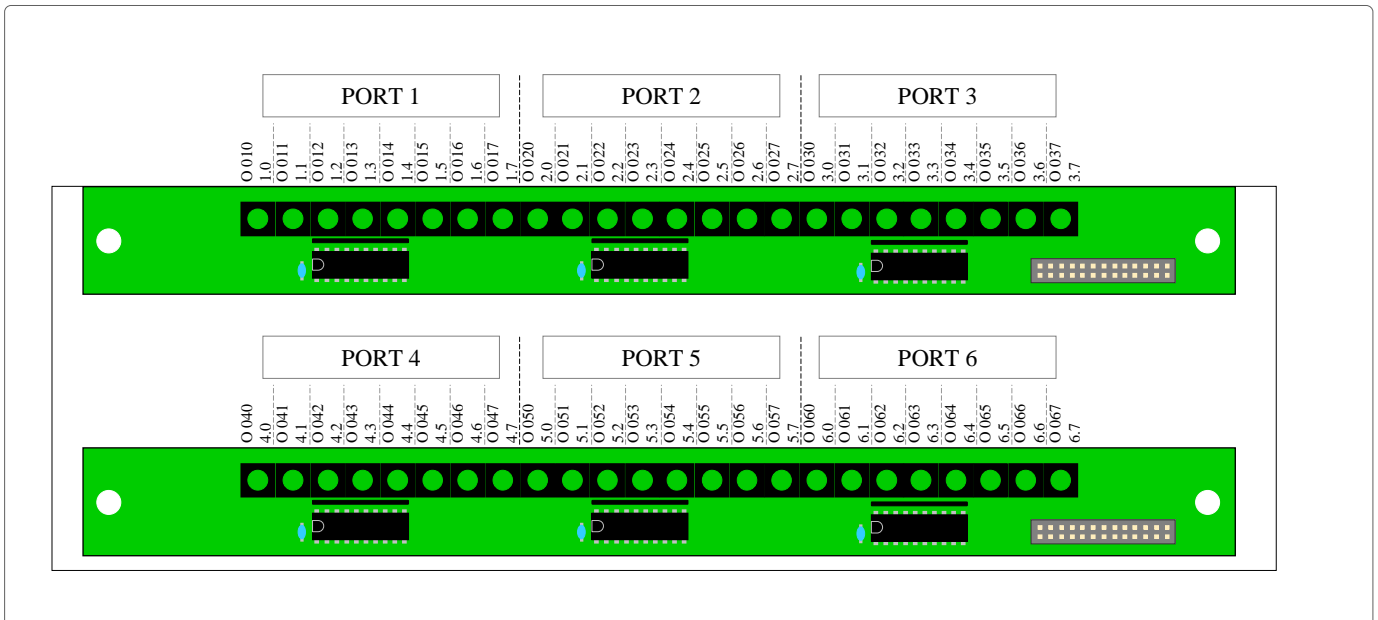 PORT 1
PORT 2
PORT 3
O 010
1.0
O 011
1.1
O 012
1.2
O 013
1.3
O 014
1.4
O 015
1.5
O 016
1.6
O 017
1.7
O 020
2.0
O 021
2.1
O 022
2.2
O 023
2.3
O 024
2.4
O 025
2.5
O 026
2.6
O 027
2.7
O 030
3.0
O 031
3.1
O 032
3.2
O 033
3.3
O 034
3.4
O 035
3.5
O 036
3.6
O 037
3.7
PORT 4
PORT 5
PORT 6
O 040
4.0
O 041
4.1
O 042
4.2
O 043
4.3
O 044
4.4
O 045
4.5
O 046
4.6
O 047
4.7
O 050
5.0
O 051
5.1
O 052
5.2
O 053
5.3
O 054
5.4
O 055
5.5
O 056
5.6
O 057
5.7
O 060
6.0
O 061
6.1
O 062
6.2
O 063
6.3
O 064
6.4
O 065
6.5
O 066
6.6
O 067
6.7